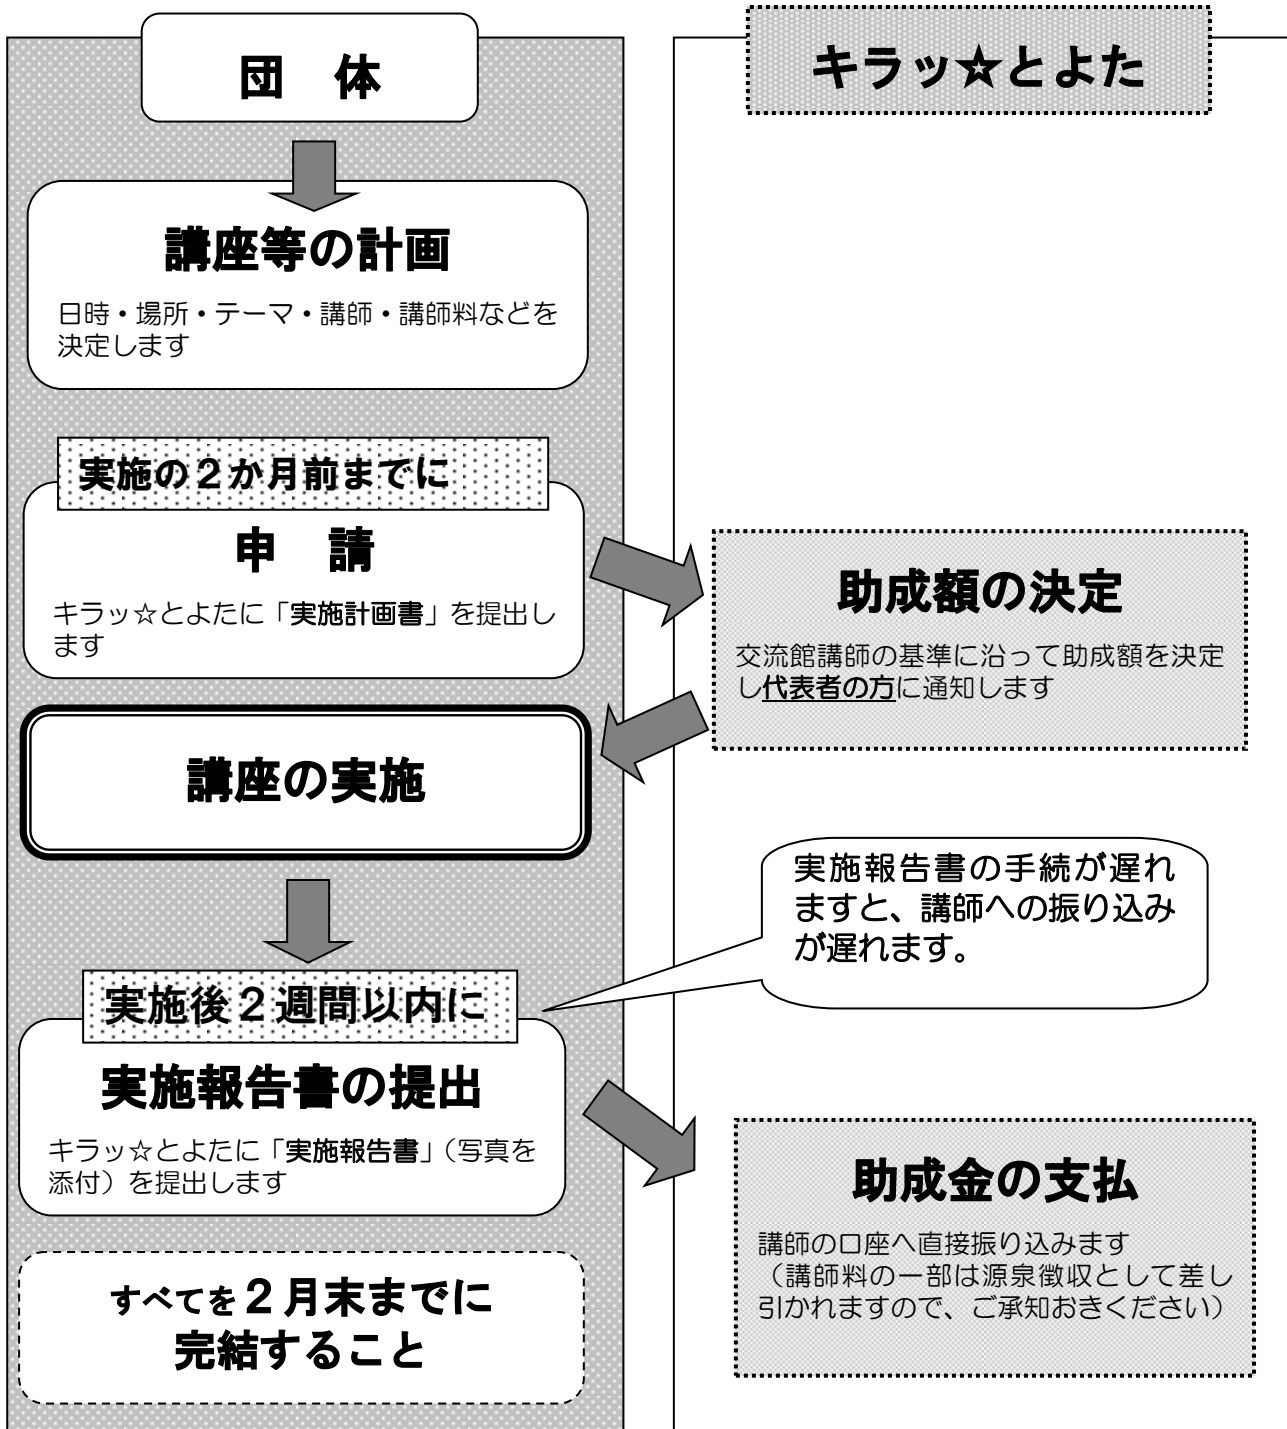 団　体
キラッ☆とよた
講座等の計画
日時・場所・テーマ・講師・講師料などを
決定します
実施の２か月前までに
申　請
キラッ☆とよたに「実施計画書」を提出し
ます
助成額の決定
交流館講師の基準に沿って助成額を決定
し代表者の方に通知します
講座の実施
実施報告書の手続が遅れ
ますと、講師への振り込み
が遅れます。
実施後２週間以内に
実施報告書の提出
キラッ☆とよたに「実施報告書」（写真を
添付）を提出します
助成金の支払
講師の口座へ直接振り込みます
（講師料の一部は源泉徴収として差し
引かれますので、ご承知おきください）
すべてを２月末までに
完結すること